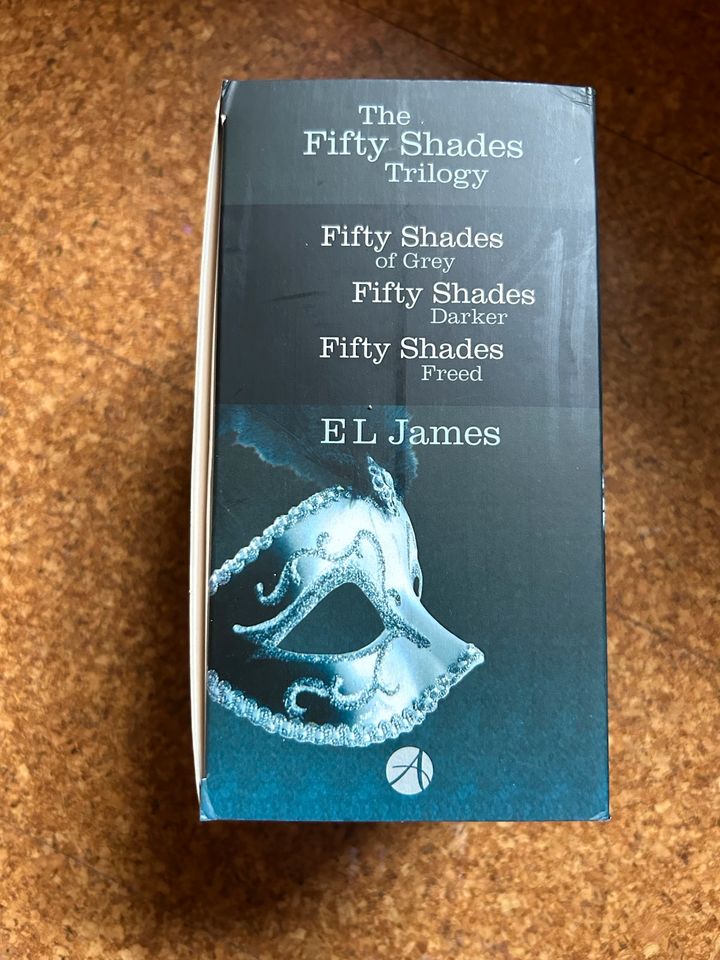 The
Fifty Shades
Trilogy
Fifty Shades
of Grey
Fifty Shades
Darker
Fifty Shades
Freed
E L James
A